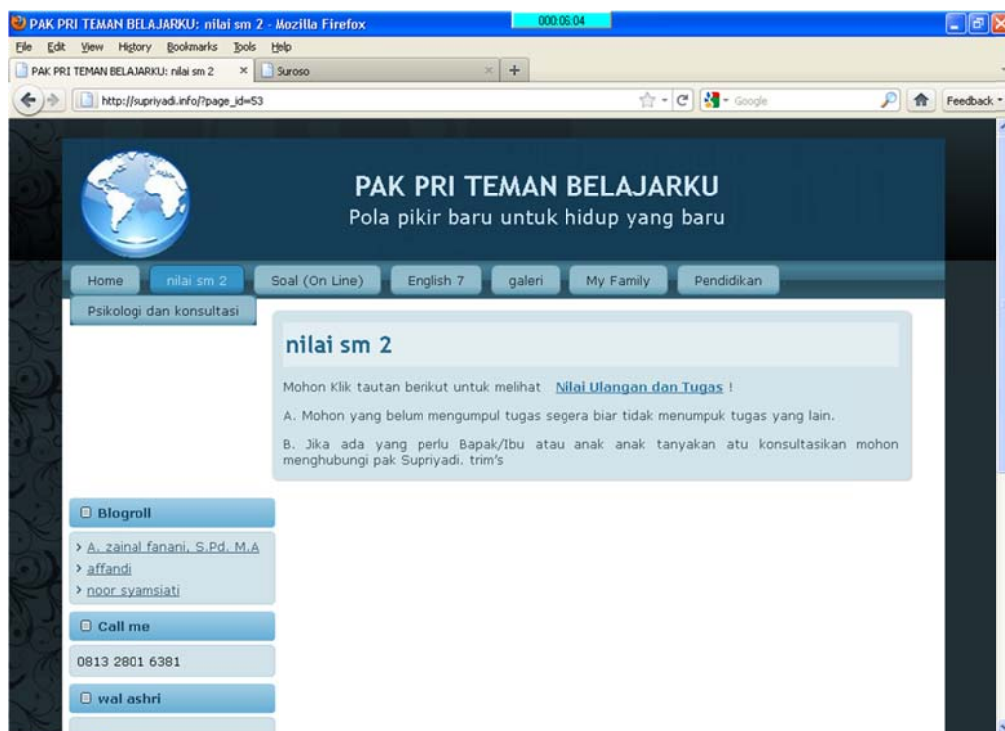 PAK PRI TEMAN BELAJARKU: nilai sm 2 - Mozilla Firefox
000:06:04
File Edit View History Bookmarks Tools Help
PAK PRI TEMAN BELAJARKU: nilai sm 2
Suroso
http://supriyadi.info/?page_id=53
Google
Feedback
PAK PRI TEMAN BELAJARKU
Pola pikir baru untuk hidup yang baru
Home nilai sm 2 Soal (On Line) English 7 galeri My Family Pendidikan
Psikologi dan konsultasi
nilai sm 2
Mohon Klik tautan berikut untuk melihat Nilai Ulangan dan Tugas !
A. Mohon yang belum mengumpul tugas segera biar tidak menumpuk tugas yang lain.
B. Jika ada yang perlu Bapak/Ibu atau anak anak tanyakan atu konsultasikan mohon
menghubungi pak Supriyadi. trim's
Blogroll
A. zainal fanani, S.Pd. M.A
affandi
noor syamsiati
Call me
0813 2801 6381
wal ashri